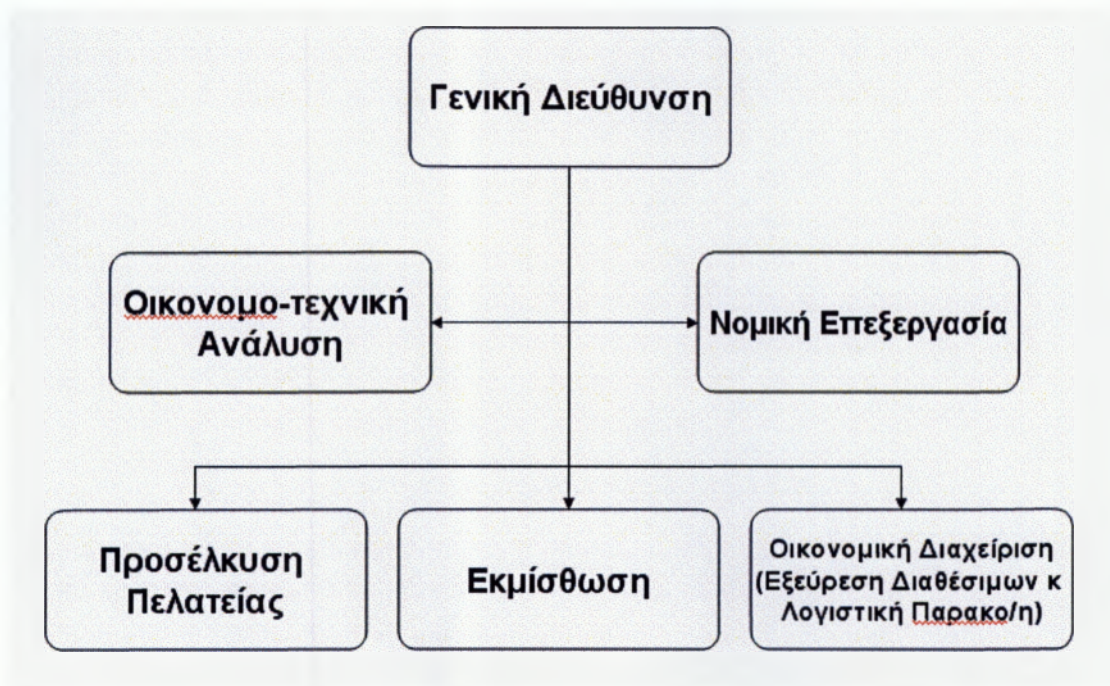 Γενική Διεύθυνση
Οικονομο-τεχνική
Ανάλυση
Νομική Επεξεργασία
Προσέλκυση
Πελατείας
Εκμίσθωση
Οικονομική Διαχείριση
(Εξεύρεση Διαθέσιμων κ
Λογιστική Παρακο/η)